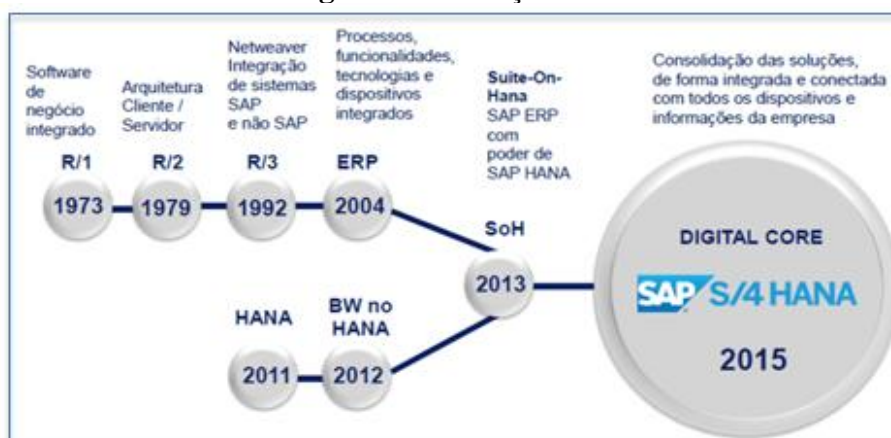 Software
de
negócio
integrado
R/1
1973
Arquitetura
Cliente /
Servidor
R/2
1979
Netweaver
Integração
de sistemas
SAP
e não SAP
R/3
1992
Processos,
funcionalidades,
tecnologias e
dispositivos
integrados
ERP
2004
HANA
2011
BW no
HANA
2012
Suite-On-
Hana
SAP ERP
com
poder de
SAP HANA
SoH
2013
Consolidação das soluções,
de forma integrada e conectada
com todos os dispositivos e
informações da empresa
DIGITAL CORE
SAP S/4 HANA
2015